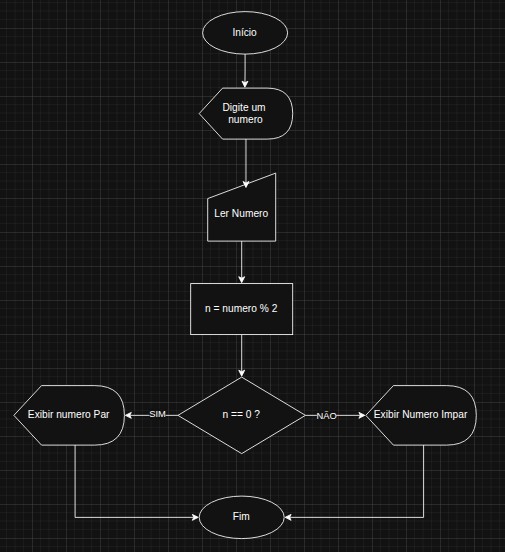 Início
Digite um
numero
Ler Numero
n = numero % 2
Exibir numero Par
SIM
n == 0 ?
NÃO
Exibir Numero Impar
Fim